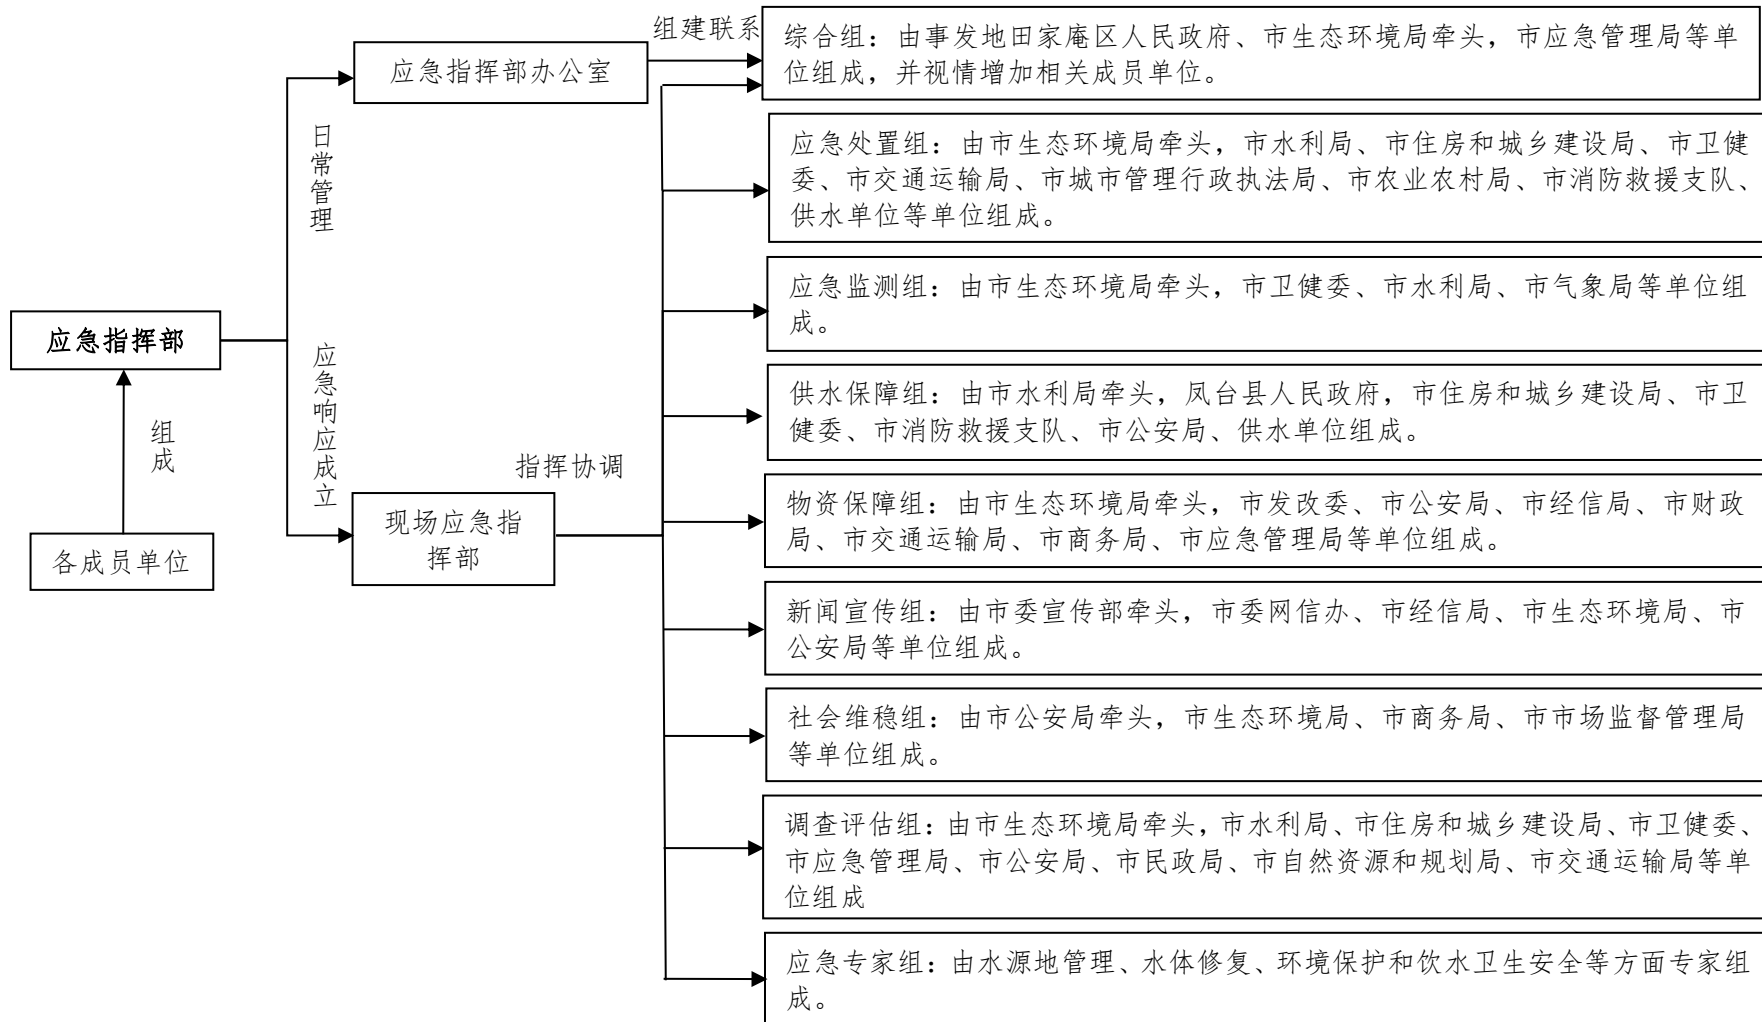 组建联系
应急指挥部办公室
综合组：由事发地田家庵区人民政府、市生态环境局牵头，市应急管理局等单
位组成，并视情增加相关成员单位。
日常管理
应急处置组：由市生态环境局牵头，市水利局、市住房和城乡建设局、市卫健
委、市交通运输局、市城市管理行政执法局、市农业农村局、市消防救援支队、
供水单位等单位组成。
应急监测组：由市生态环境局牵头，市卫健委、市水利局、市气象局等单位组
成。
应急指挥部
应急响应成立
供水保障组：由市水利局牵头，凤台县人民政府，市住房和城乡建设局、市卫
健委、市消防救援支队、市公安局、供水单位组成。
组成
指挥协调
现场应急指
挥部
各成员单位
物资保障组：由市生态环境局牵头，市发改委、市公安局、市经信局、市财政
局、市交通运输局、市商务局、市应急管理局等单位组成。
新闻宣传组：由市委宣传部牵头，市委网信办、市经信局、市生态环境局、市
公安局等单位组成。
社会维稳组：由市公安局牵头，市生态环境局、市商务局、市市场监督管理局
等单位组成。
调查评估组：由市生态环境局牵头，市水利局、市住房和城乡建设局、市卫健委、
市应急管理局、市公安局、市民政局、市自然资源和规划局、市交通运输局等单
位组成
应急专家组：由水源地管理、水体修复、环境保护和饮水卫生安全等方面专家组
成。